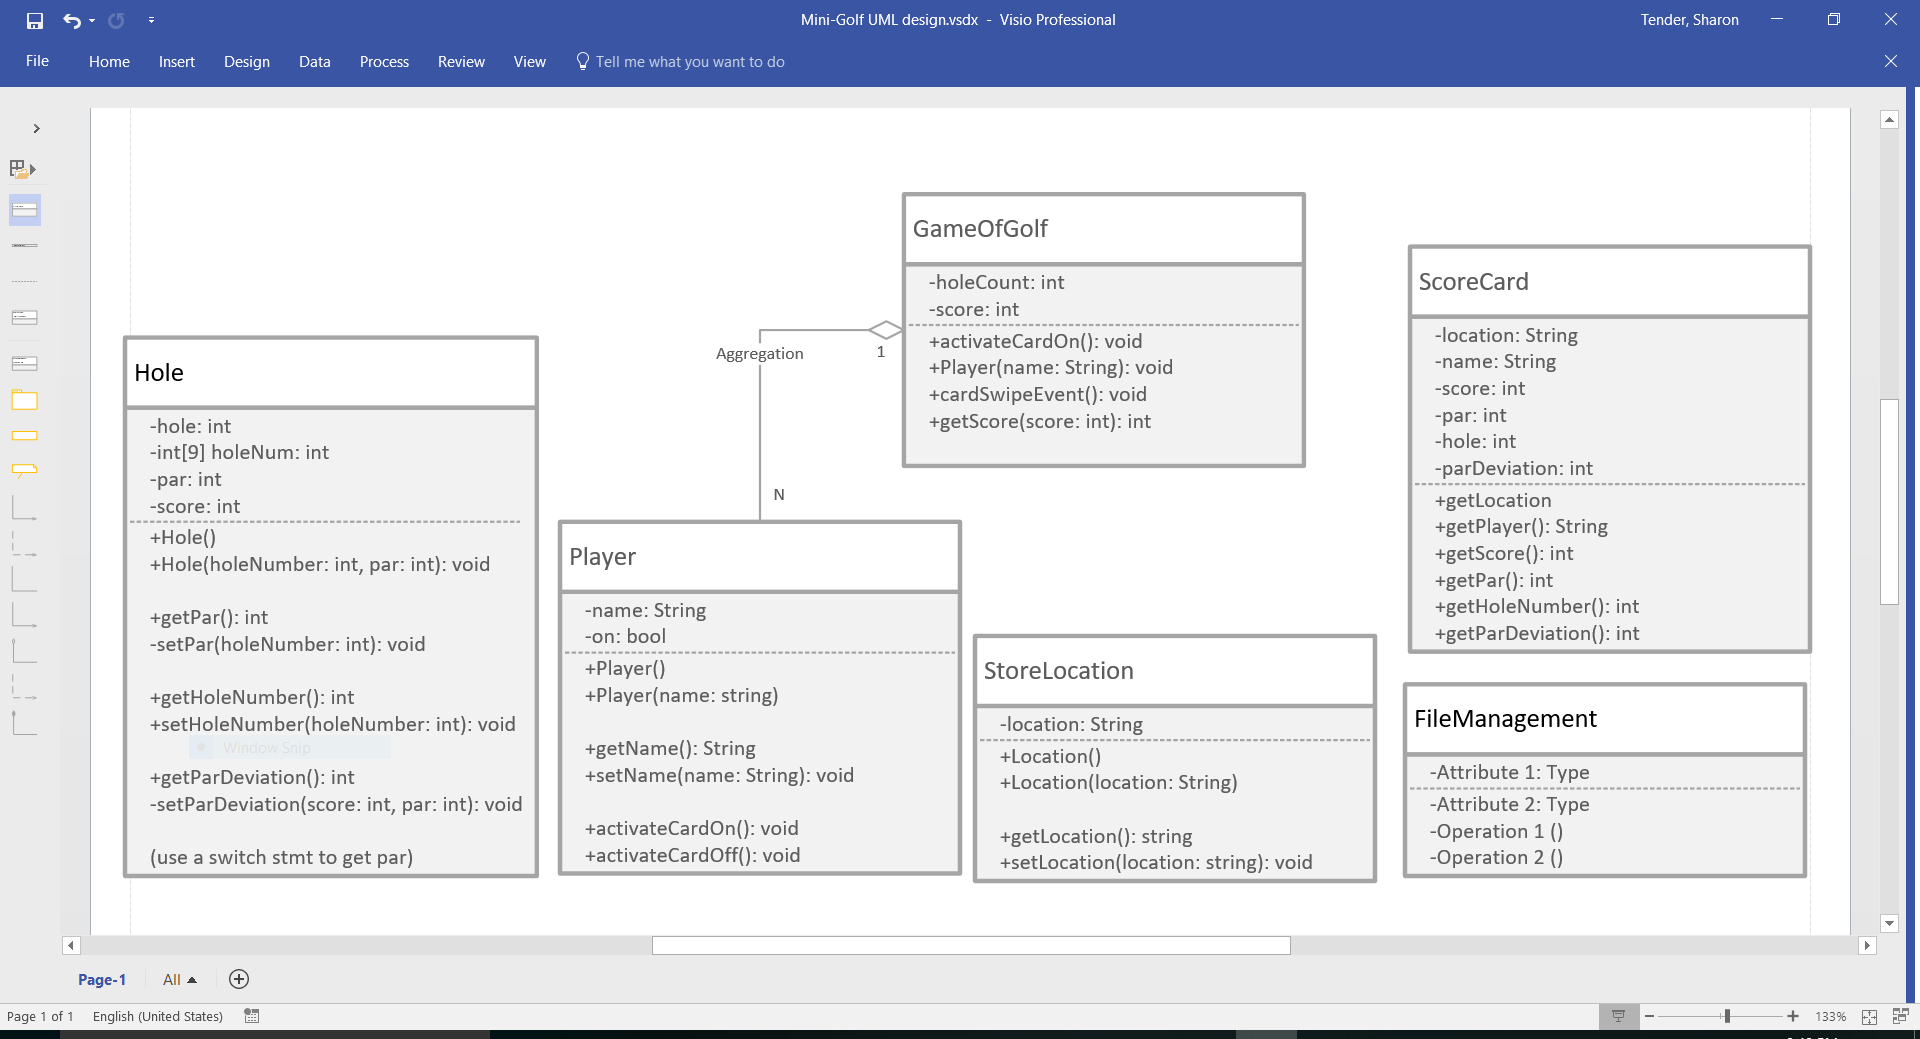 Mini-Golf UML design.vsdx - Visio Professional
Tender, Sharon
File
Home
Insert
Design
Data
Process
Review
View
Tell me what you want to do
GameOfGolf
-holeCount: int
-score: int
+activateCardOn(): void
+Player(name: String): void
+cardSwipeEvent(): void
+getScore(score: int): int
Aggregation
1
N
ScoreCard
-location: String
-name: String
-score: int
-par: int
-hole: int
-parDeviation: int
+getLocation
+getPlayer(): String
+getScore(): int
+getPar(): int
+getHoleNumber(): int
+getParDeviation(): int
Hole
-hole: int
-int[9] holeNum: int
-par: int
-score: int
+Hole()
+Hole(holeNumber: int, par: int): void
+getPar(): int
-setPar(holeNumber: int): void
+getHoleNumber(): int
+setHoleNumber(holeNumber: int): void
Window Snip
+getParDeviation(): int
-setParDeviation(score: int, par: int): void
(use a switch stmt to get par)
Player
-name: String
-on: bool
+Player()
+Player(name: string)
+getName(): String
+setName(name: String): void
+activateCardOn(): void
+activateCardOff(): void
StoreLocation
-location: String
+Location()
+Location(location: String)
+getLocation(): string
+setLocation(location: string): void
FileManagement
-Attribute 1: Type
-Attribute 2: Type
-Operation 1 ()
-Operation 2 ()
Page-1
All
Page 1 of 1
English (United States)
133%